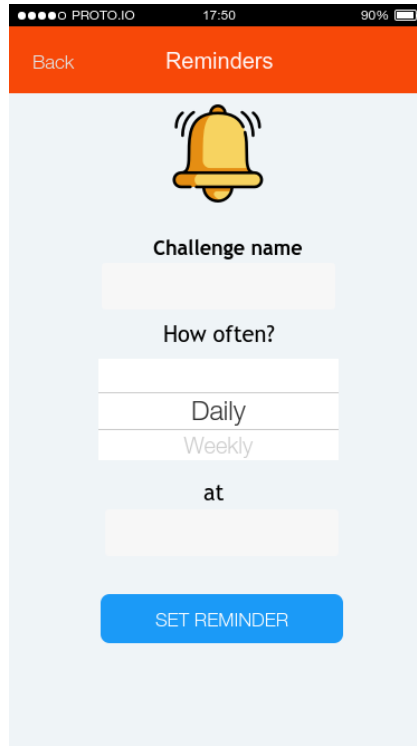 PROTO.IO 17:50 90%
Back Reminders
Challenge name
How often?
Daily
Weekly
at
SET REMINDER